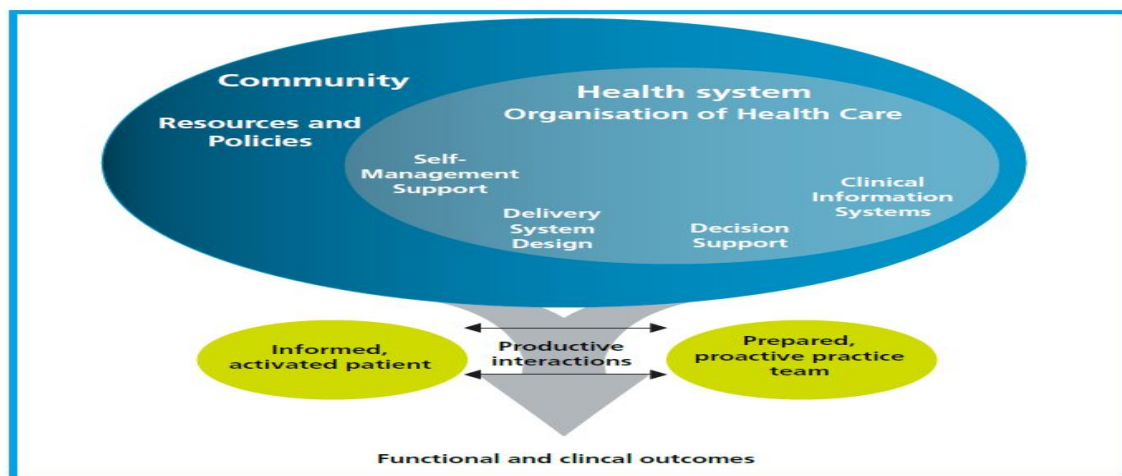 Community
Resources and
Policies
Health system
Organisation of Health Care
Self-
Management
Support
Delivery
System
Design
Decision
Support
Clinical
Information
Systems
Informed,
activated patient
Productive
interactions
Prepared,
proactive practice
team
Functional and clincal outcomes